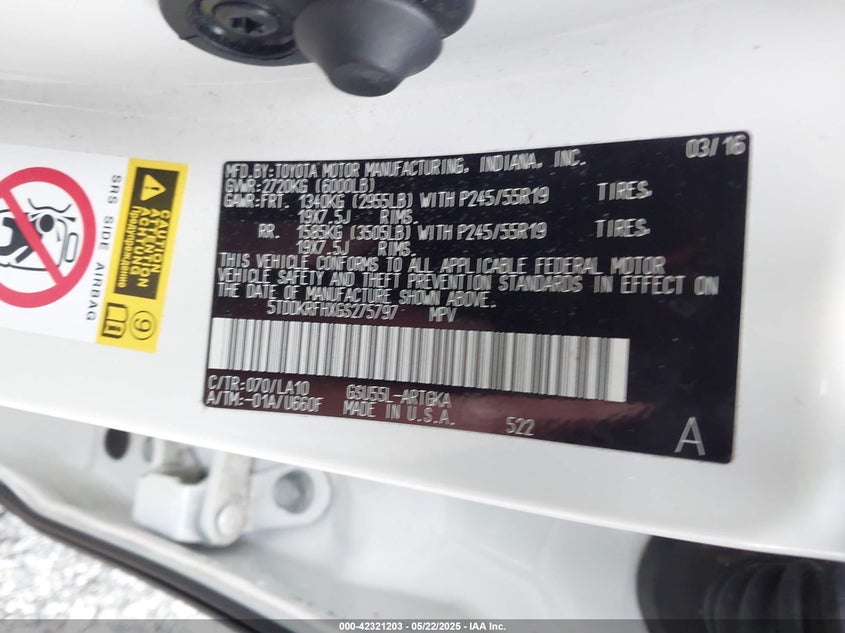 MFD.BY:TOYOTA MOTOR MANUFACTURING, INDIANA, INC. 03/16
GVWR:2720KG (6000LB)
GAWR:FRT. 1340KG (2955LB) WITH P245/55R19 TIRES,
19X7.5J RIMS.
RR. 1585KG (3505LB) WITH P245/55R19 TIRES,
19X7.5J RIMS.
THIS VEHICLE CONFORMS TO ALL APPLICABLE FEDERAL MOTOR
VEHICLE SAFETY AND THEFT PREVENTION STANDARDS IN EFFECT ON
THE DATE OF MANUFACTURE SHOWN ABOVE.
5TDDKRFHXGS275797 MPV
C/TR:070/LA10 GSU55L-ARTGKA
A/TM:-01A/U660F MADE IN U.S.A. 522
A
SRS SIDE AIRBAG
CAUTION
ATTENTION
ACHTUNG
Предупреждение
9
000-42321203 - 05/22/2025 - IAA Inc.